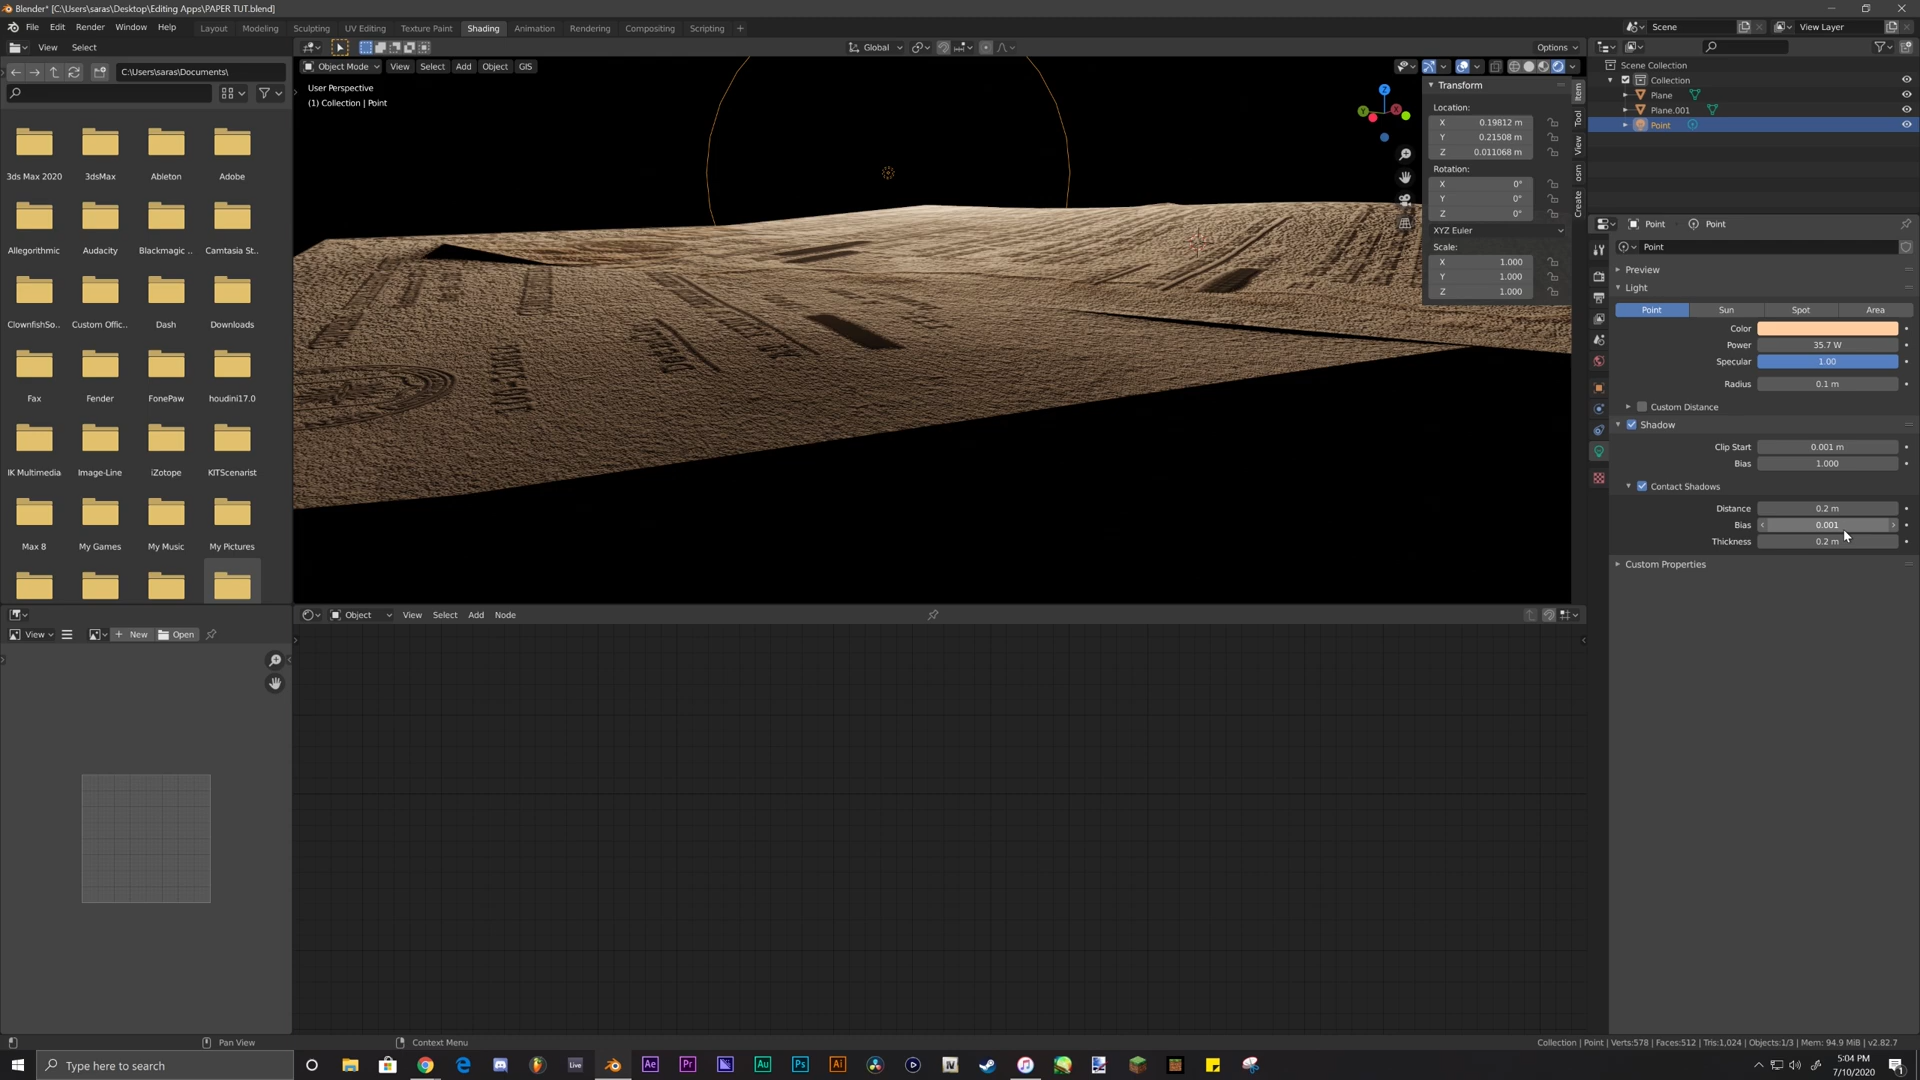 Blender* [C:\Users\saras\Desktop\Editing Apps\PAPER TUT.blend]
File Edit Render Window Help
Layout Modeling Sculpting UV Editing Texture Paint Shading Animation Rendering Compositing Scripting +
Scene
View Layer
View Select
Global
Options
C:\Users\saras\Documents\
Object Mode View Select Add Object GIS
User Perspective
(1) Collection | Point
3ds Max 2020 3dsMax Ableton Adobe
Allegorithmic Audacity Blackmagic .. Camtasia St..
ClownfishSo.. Custom Offic.. Dash Downloads
Fax Fender FonePaw houdini17.0
IK Multimedia Image-Line iZotope KITScenarist
Max 8 My Games My Music My Pictures
Transform
Location:
X 0.19812 m
Y 0.21508 m
Z 0.011068 m
Rotation:
X 0°
Y 0°
Z 0°
XYZ Euler
Scale:
X 1.000
Y 1.000
Z 1.000
Item
Tool
View
osm
Create
Z
Y
X
Scene Collection
Collection
Plane
Plane.001
Point
Point Point
Point
Preview
Light
Point Sun Spot Area
Color
Power 35.7 W
Specular 1.00
Radius 0.1 m
Custom Distance
Shadow
Clip Start 0.001 m
Bias 1.000
Contact Shadows
Distance 0.2 m
Bias 0.001
Thickness 0.2 m
Custom Properties
Object View Select Add Node
View + New Open
Pan View
Context Menu
Collection | Point | Verts:578 | Faces:512 | Tris:1,024 | Objects:1/3 | Mem: 94.9 MiB | v2.82.7
Type here to search
Live
Ae Pr Au Ps Ai
IV
5:04 PM
7/10/2020
1